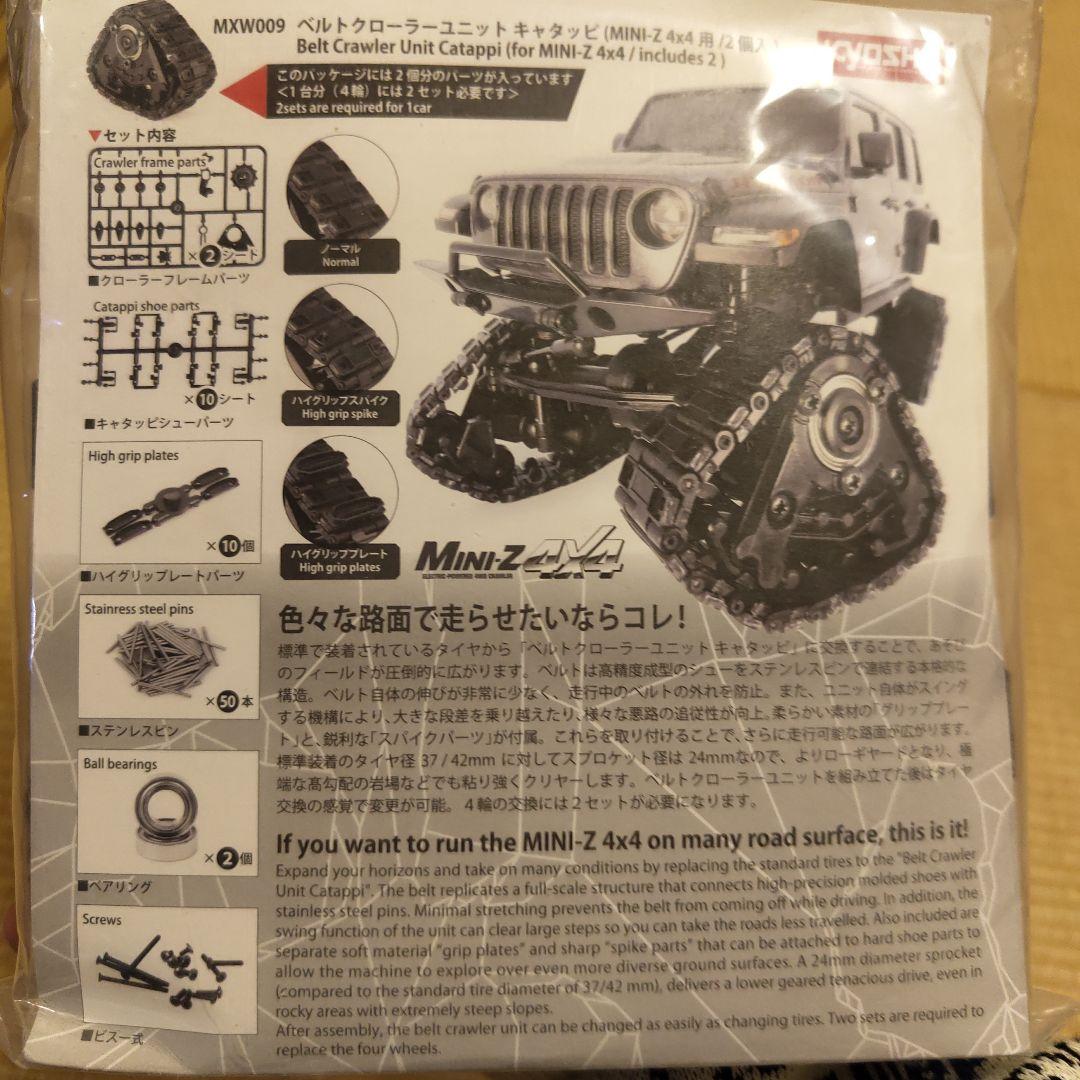 MXW009 ベルトクローラーユニット キャタッピ (MINI-Z 4x4 用 /2 個入
Belt Crawler Unit Catappi (for MINI-Z 4x4 / includes 2 )
KYOSHO
このパッケージには 2 個分のパーツが入っています
<1 台分（4 輪）には 2 セット必要です>
2sets are required for 1car
▼セット内容
Crawler frame parts
×2シート
■クローラーフレームパーツ
ノーマル
Normal
Catappi shoe parts
×10シート
■キャタッピシューパーツ
ハイグリップスパイク
High grip spike
High grip plates
×10個
■ハイグリップレートパーツ
ハイグリッププレート
High grip plates
MINI-Z 4X4
ELECTRIC-POWERED 4WD CRAWLER
Stainress steel pins
×50本
■ステンレスピン
Ball bearings
×2個
■ベアリング
Screws
■ビス一式
色々な路面で走らせたいならコレ！
標準で装着されているタイヤから「ベルトクローラーユニット キャタッピ」に交換することで、あそび
のフィールドが圧倒的に広がります。ベルトは高精度成型のシューをステンレスピンで連結する本格的な
構造。ベルト自体の伸びが非常に少なく、走行中のベルトの外れを防止。また、ユニット自体がスイング
する機構により、大きな段差を乗り越えたり、様々な悪路の追従性が向上。柔らかい素材の「グリッププレー
ト」と、鋭利な「スパイクパーツ」が付属。これらを取り付けることで、さらに走行可能な路面が広がります。
標準装着のタイヤ径 37 / 42mm に対してスプロケット径は 24mmなので、よりローギヤードとなり、極
端な高勾配の岩場などでも粘り強くクリヤーします。ベルトクローラーユニットを組み立てた後はタイヤ
交換の感覚で変更が可能。4 輪の交換には 2 セットが必要になります。
If you want to run the MINI-Z 4x4 on many road surface, this is it!
Expand your horizons and take on many conditions by replacing the standard tires to the "Belt Crawler
Unit Catappi". The belt replicates a full-scale structure that connects high-precision molded shoes with
stainless steel pins. Minimal stretching prevents the belt from coming off while driving. In addition, the
swing function of the unit can clear large steps so you can take the roads less travelled. Also included are
separate soft material "grip plates" and sharp "spike parts" that can be attached to hard shoe parts to
allow the machine to explore over even more diverse ground surfaces. A 24mm diameter sprocket
(compared to the standard tire diameter of 37/42 mm), delivers a lower geared tenacious drive, even in
rocky areas with extremely steep slopes.
After assembly, the belt crawler unit can be changed as easily as changing tires. Two sets are required to
replace the four wheels.